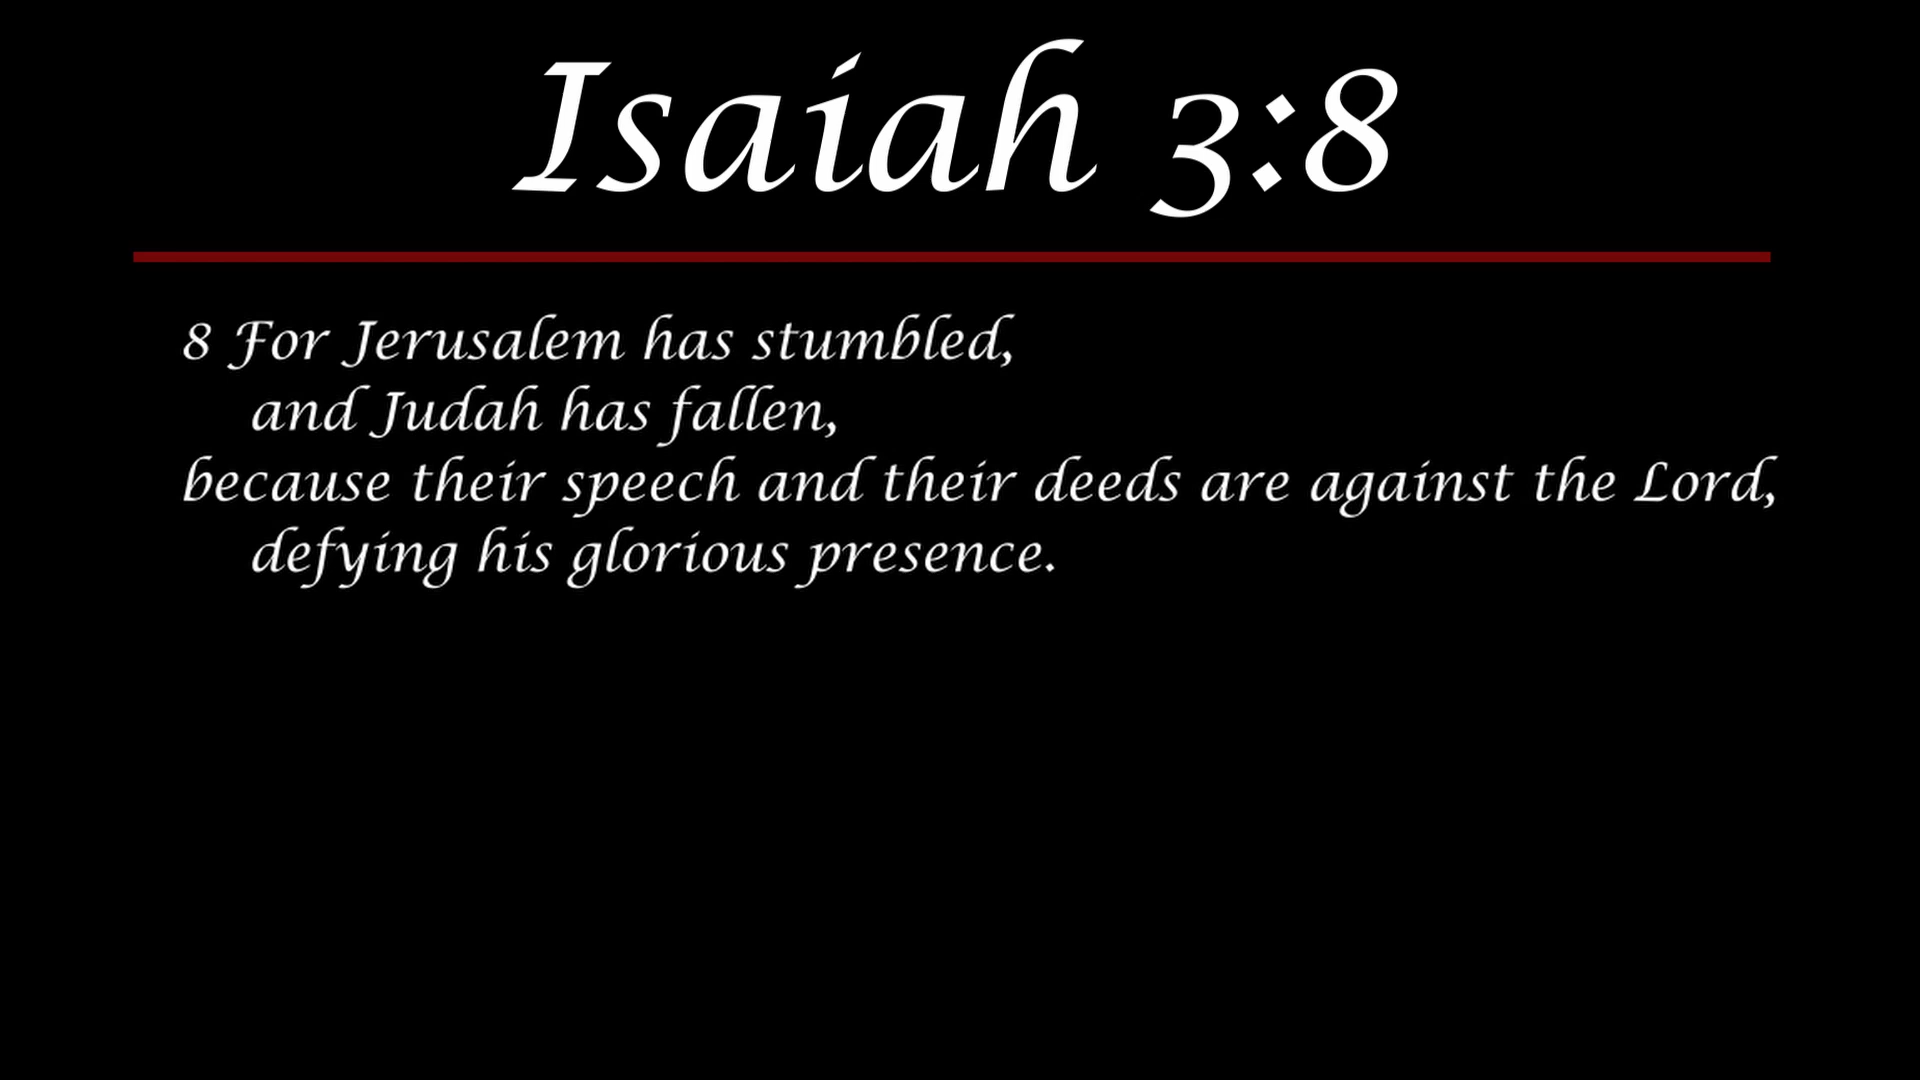 Isaiah 3:8
8 For Jerusalem has stumbled,
and Judah has fallen,
because their speech and their deeds are against the Lord,
defying his glorious presence.